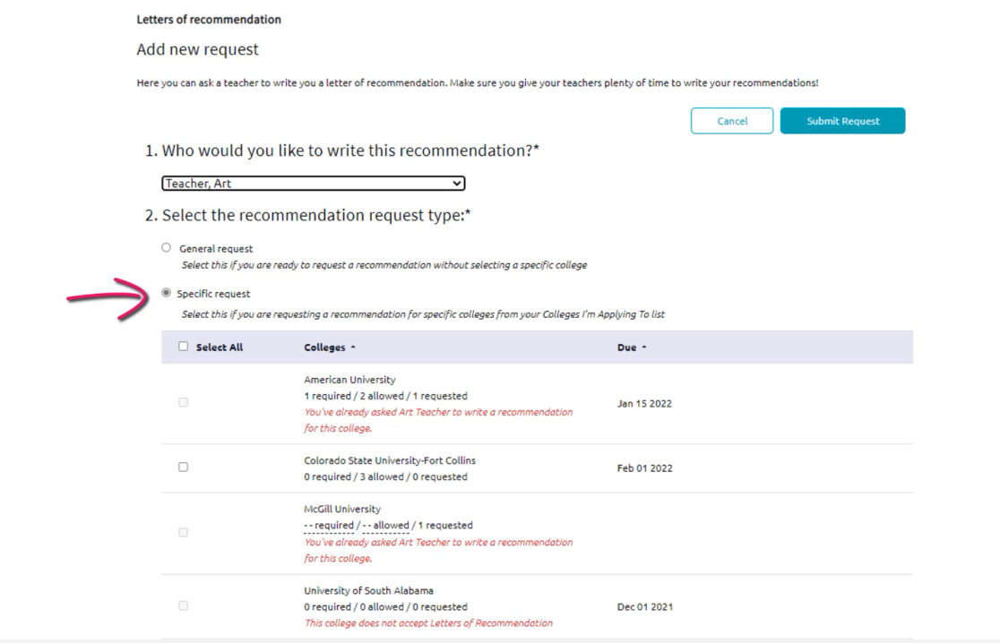 Letters of recommendation
Add new request
Here you can ask a teacher to write you a letter of recommendation. Make sure you give your teachers plenty of time to write your recommendations!
Cancel
Submit Request
1. Who would you like to write this recommendation?*
Teacher, Art
2. Select the recommendation request type:*
General request
Select this if you are ready to request a recommendation without selecting a specific college
Specific request
Select this if you are requesting a recommendation for specific colleges from your Colleges I'm Applying To list
Select All Colleges Due
American University
1 required / 2 allowed / 1 requested
You've already asked Art Teacher to write a recommendation
for this college.
Jan 15 2022
Colorado State University-Fort Collins
0 required / 3 allowed / 0 requested
Feb 01 2022
McGill University
-- required / -- allowed / 1 requested
You've already asked Art Teacher to write a recommendation
for this college.
University of South Alabama
0 required / 0 allowed / 0 requested
This college does not accept Letters of Recommendation
Dec 01 2021